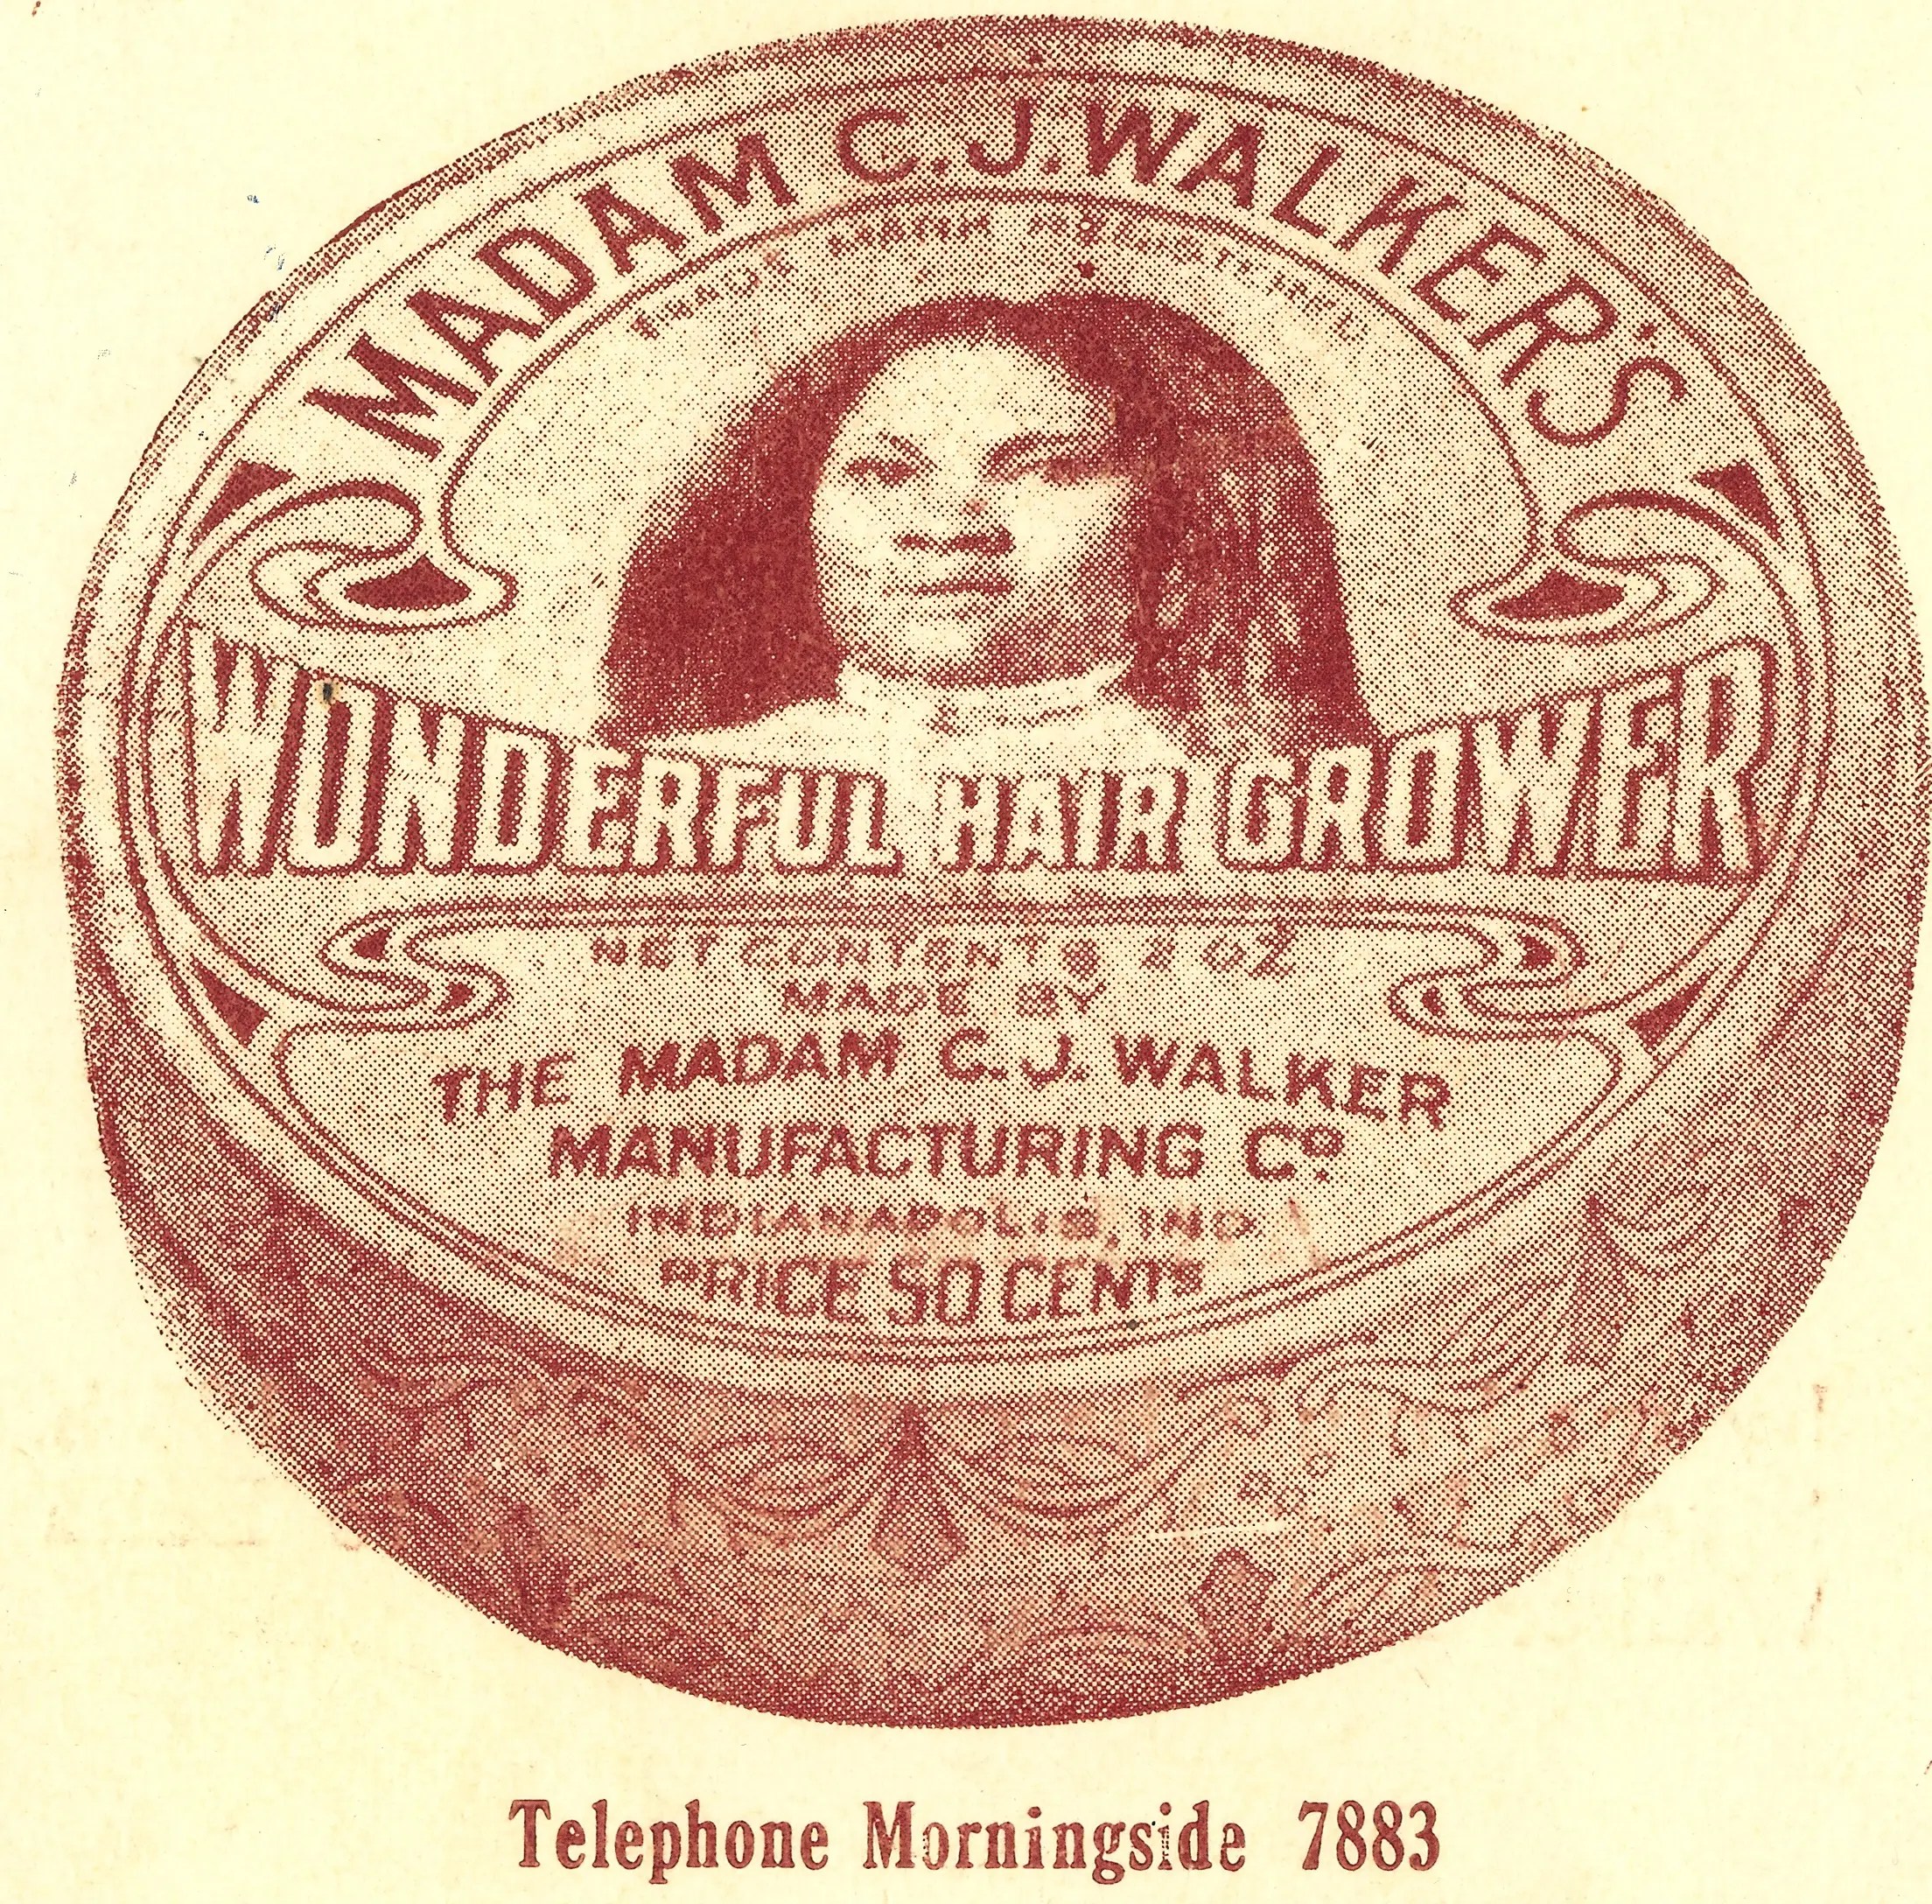 MADAM C.J. WALKER'S
TRADE MARK REGISTERED
WONDERFUL HAIR GROWER
NET CONTENTS 2 OZ
MADE BY
THE MADAM C.J. WALKER
MANUFACTURING Co
INDIANAPOLIS, IND
PRICE 50 CENTS
Telephone Morningside 7883